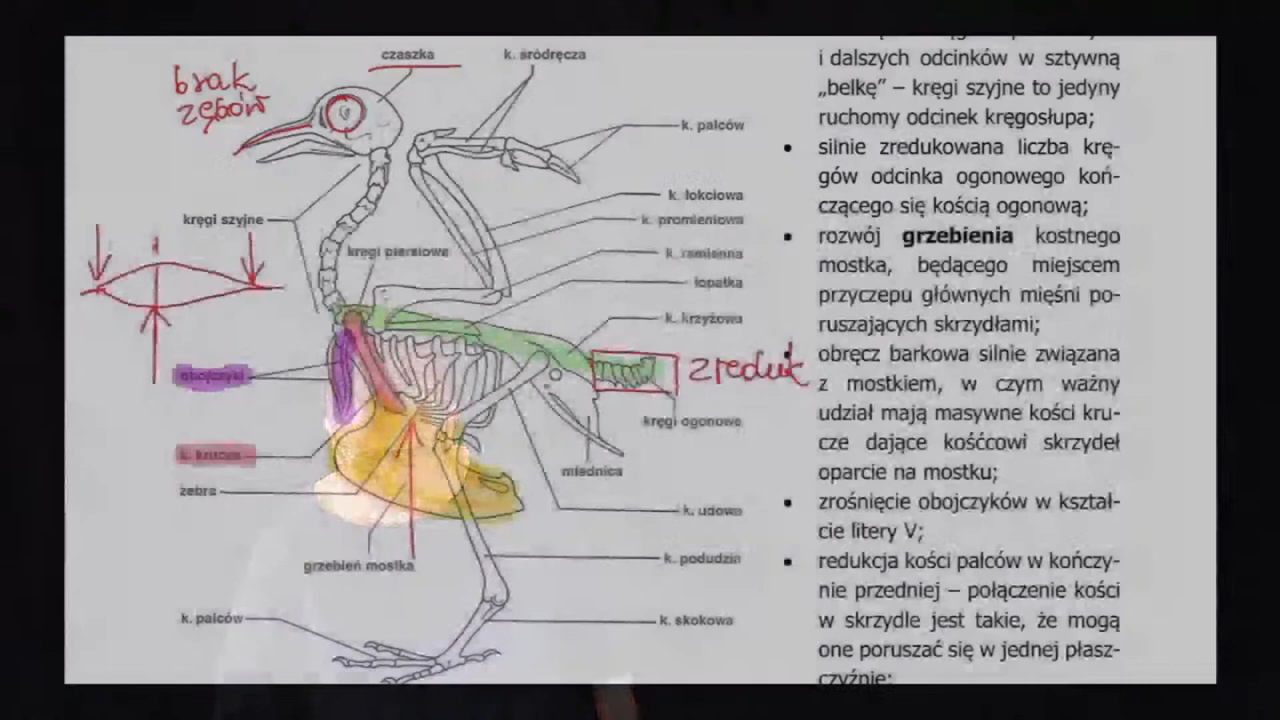 czaszka
k. śródręcza
brak
zębów
k. palców
k. łokciowa
kręgi szyjne
k. promieniowa
kręgi piersiowe
k. ramienna
łopatka
k. krzyżowa
obojczyki
zreduk
kręgi ogonowe
k. krucza
miednica
żebra
k. udowa
k. podudzia
grzebień mostka
k. palców
k. skokowa
i dalszych odcinków w sztywną
„belkę” – kręgi szyjne to jedyny
ruchomy odcinek kręgosłupa;
• silnie zredukowana liczba krę-
gów odcinka ogonowego koń-
czącego się kością ogonową;
• rozwój grzebienia kostnego
mostka, będącego miejscem
przyczepu głównych mięśni po-
ruszających skrzydłami;
• obręcz barkowa silnie związana
z mostkiem, w czym ważny
udział mają masywne kości kru-
cze dające kośćcowi skrzydeł
oparcie na mostku;
• zrośnięcie obojczyków w kształ-
cie litery V;
• redukcja kości palców w kończy-
nie przedniej – połączenie kości
w skrzydle jest takie, że mogą
one poruszać się w jednej płasz-
czyźnie;